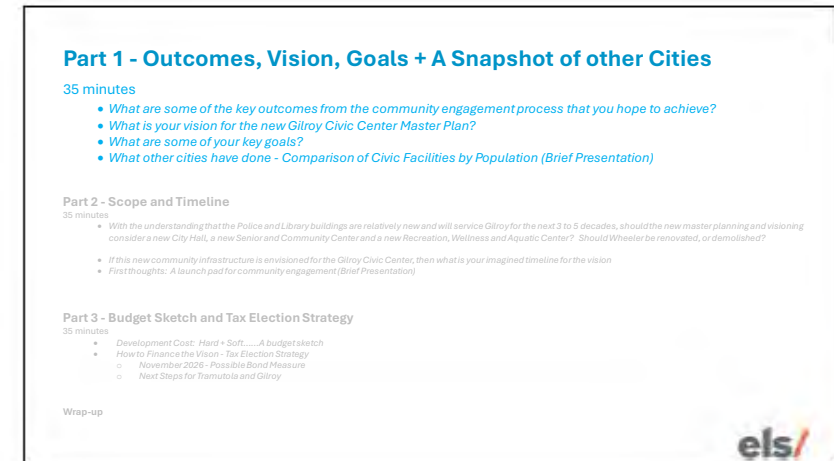 Part 1 - Outcomes, Vision, Goals + A Snapshot of other Cities
35 minutes
• What are some of the key outcomes from the community engagement process that you hope to achieve?
• What is your vision for the new Gilroy Civic Center Master Plan?
• What are some of your key goals?
• What other cities have done - Comparison of Civic Facilities by Population (Brief Presentation)
Part 2 - Scope and Timeline
35 minutes
• With the understanding that the Police and Library buildings are relatively new and will service Gilroy for the next 3 to 5 decades, should the new master planning and visioning
consider a new City Hall, a new Senior and Community Center and a new Recreation, Wellness and Aquatic Center? Should Wheeler be renovated, or demolished?
• If this new community infrastructure is envisioned for the Gilroy Civic Center, then what is your imagined timeline for the vision
• First thoughts: A launch pad for community engagement (Brief Presentation)
Part 3 - Budget Sketch and Tax Election Strategy
35 minutes
• Development Cost: Hard + Soft......A budget sketch
• How to Finance the Vison - Tax Election Strategy
○ November 2026 - Possible Bond Measure
○ Next Steps for Tramutola and Gilroy
Wrap-up
els/